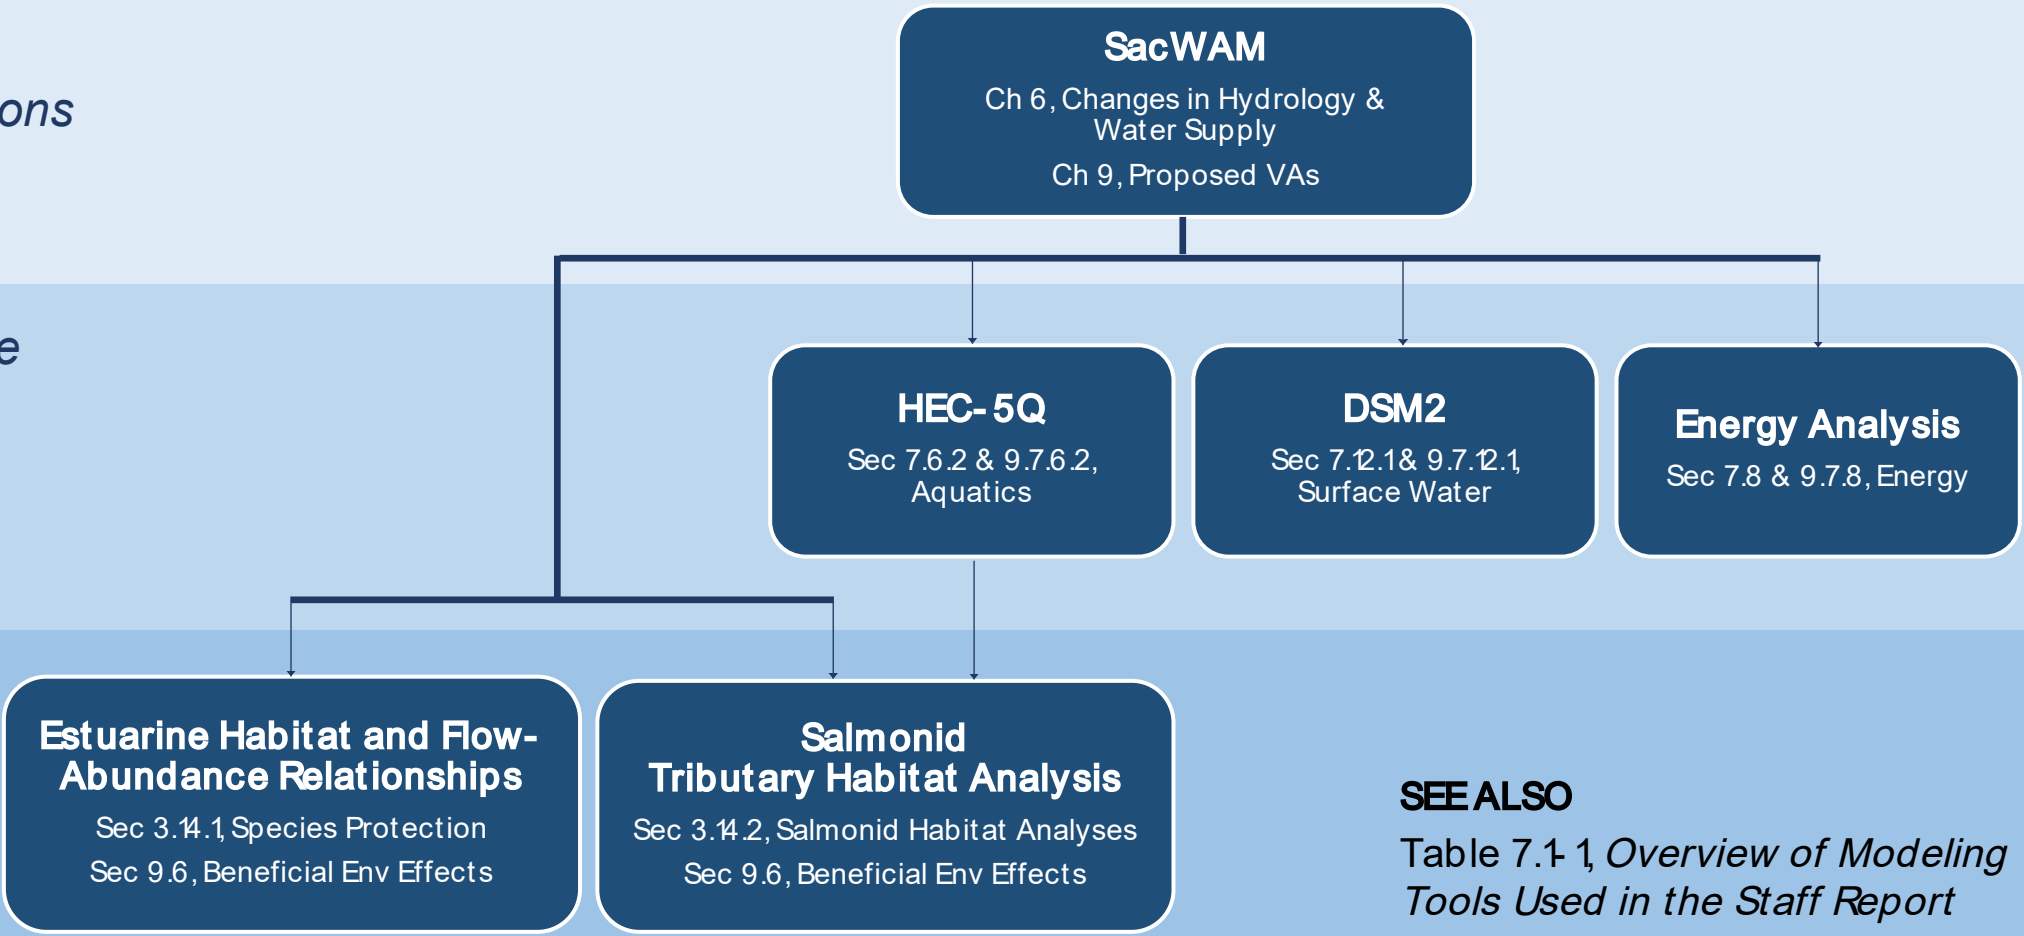 SacWAM
Ch 6, Changes in Hydrology &
Water Supply
Ch 9, Proposed VAs
ons
e
HEC-5Q
Sec 7.6.2 & 9.7.6.2,
Aquatics
DSM2
Sec 7.12.1 & 9.7.12.1,
Surface Water
Energy Analysis
Sec 7.8 & 9.7.8, Energy
Estuarine Habitat and Flow-
Abundance Relationships
Sec 3.14.1, Species Protection
Sec 9.6, Beneficial Env Effects
Salmonid
Tributary Habitat Analysis
Sec 3.14.2, Salmonid Habitat Analyses
Sec 9.6, Beneficial Env Effects
SEE ALSO
Table 7.1-1, Overview of Modeling
Tools Used in the Staff Report